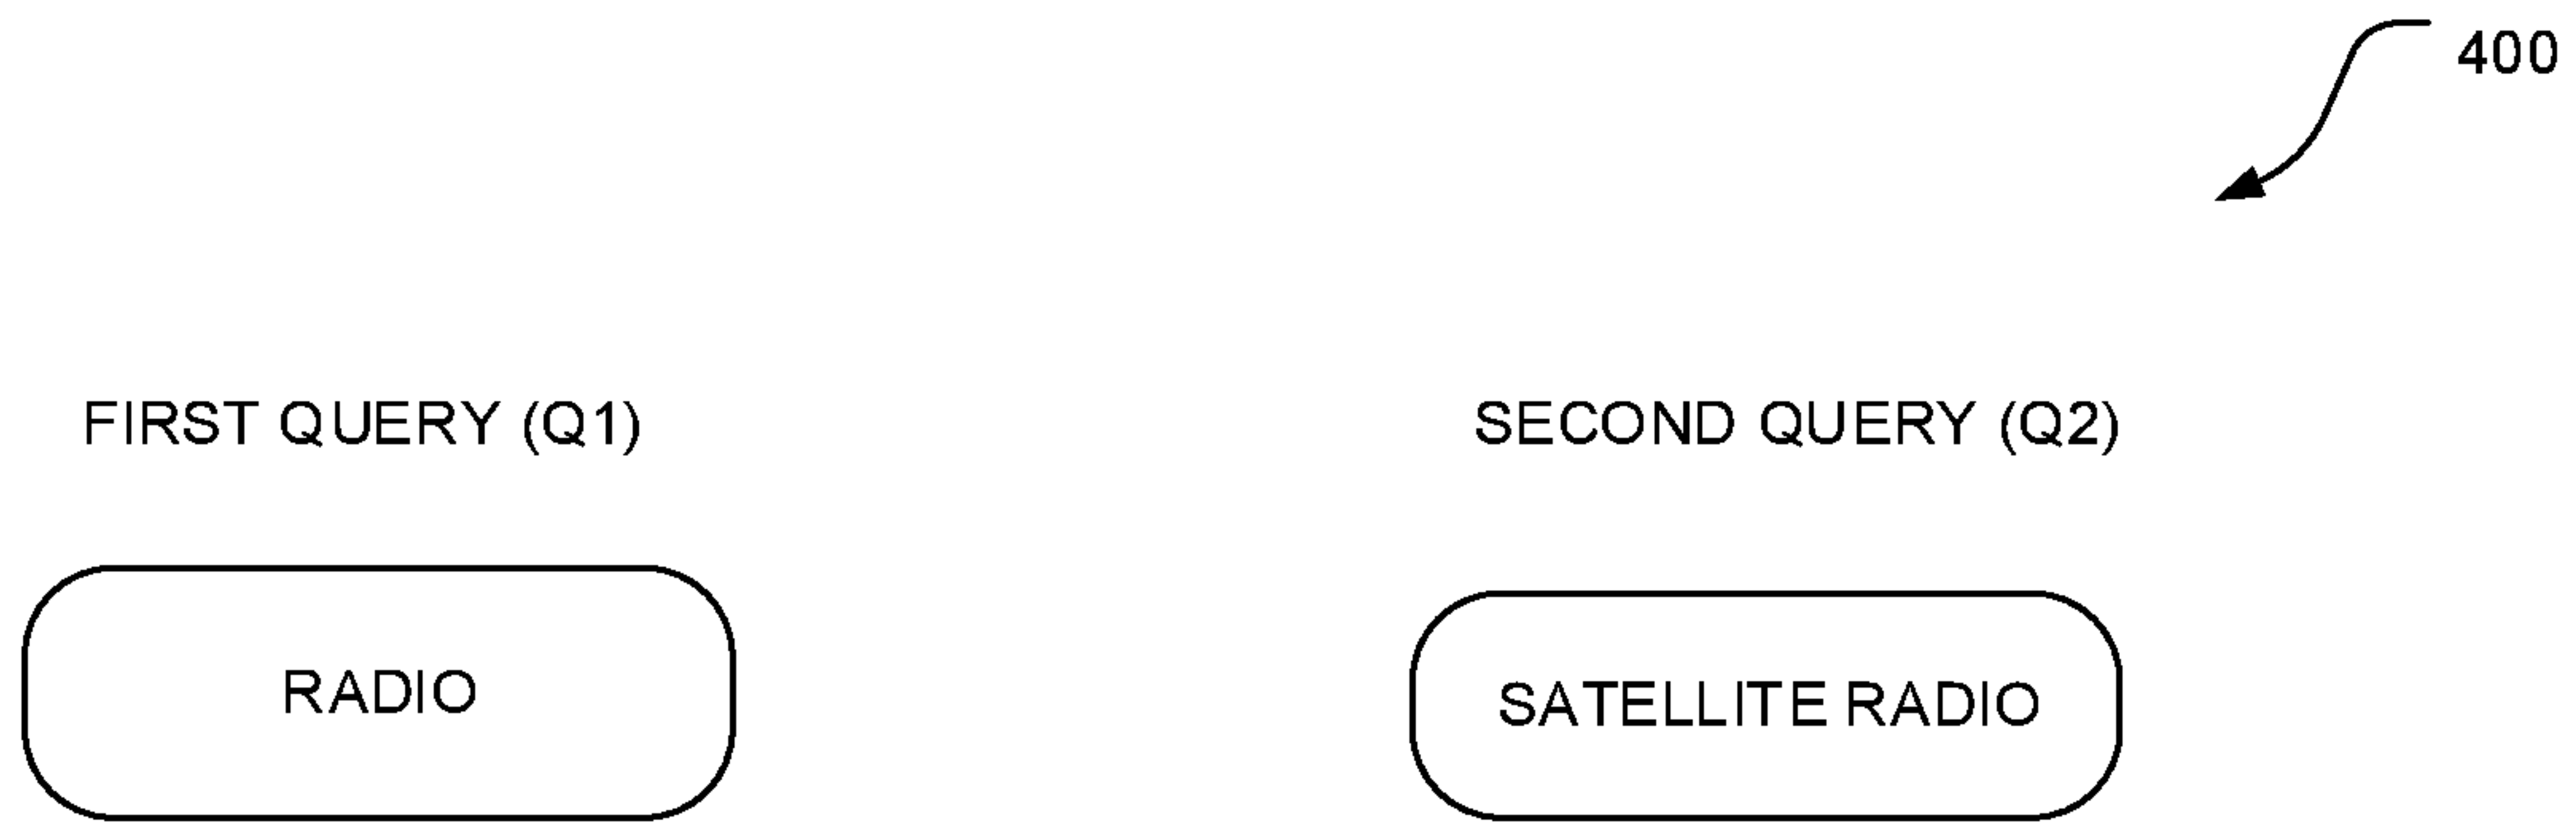 400
FIRST QUERY (Q1)
SECOND QUERY (Q2)
RADIO
SATELLITE RADIO